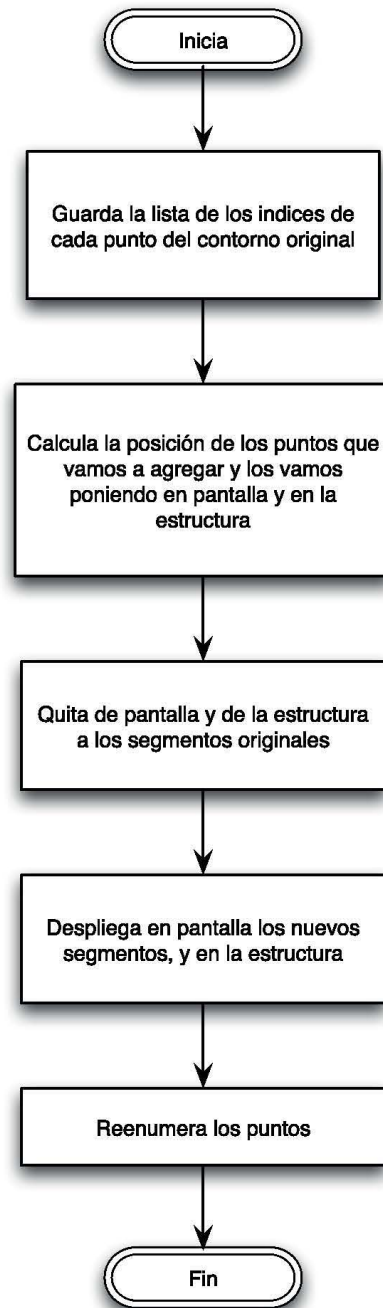 Inicia
Guarda la lista de los indices de
cada punto del contorno original
Calcula la posición de los puntos que
vamos a agregar y los vamos
poniendo en pantalla y en la
estructura
Quita de pantalla y de la estructura
a los segmentos originales
Despliega en pantalla los nuevos
segmentos, y en la estructura
Reenumera los puntos
Fin